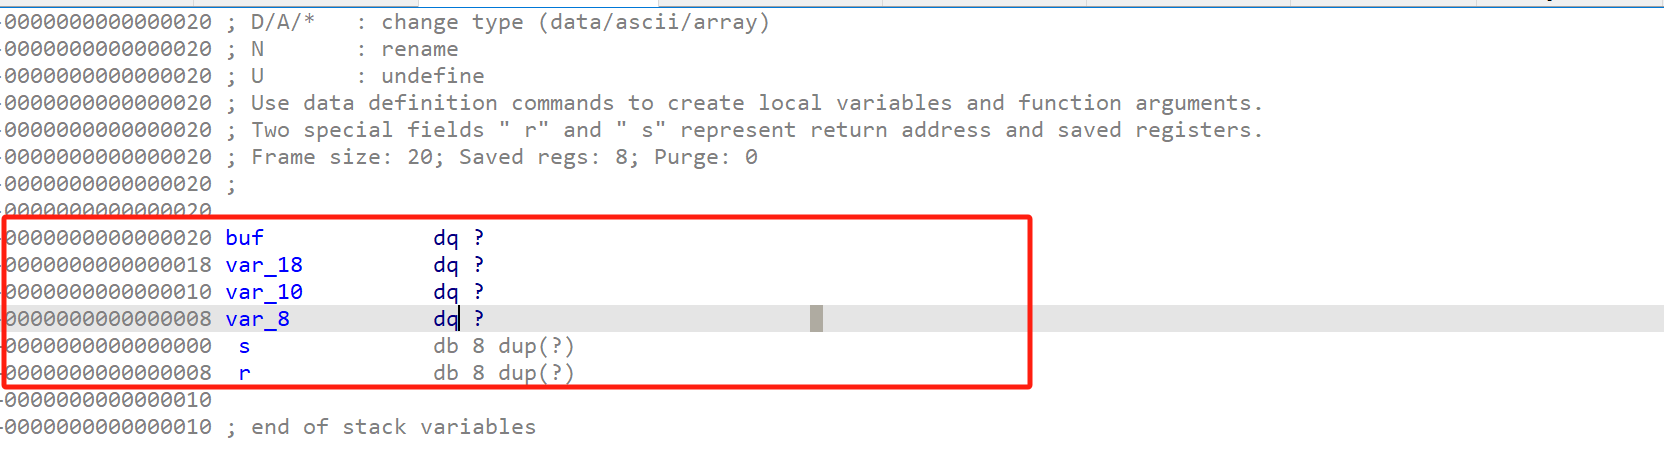 -0000000000000020 ; D/A/*   : change type (data/ascii/array)
-0000000000000020 ; N       : rename
-0000000000000020 ; U       : undefine
-0000000000000020 ; Use data definition commands to create local variables and function arguments.
-0000000000000020 ; Two special fields " r" and " s" represent return address and saved registers.
-0000000000000020 ; Frame size: 20; Saved regs: 8; Purge: 0
-0000000000000020 ;
-0000000000000020
-0000000000000020 buf             dq ?
-0000000000000018 var_18          dq ?
-0000000000000010 var_10          dq ?
-0000000000000008 var_8           dq ?
+0000000000000000  s              db 8 dup(?)
+0000000000000008  r              db 8 dup(?)
+0000000000000010
+0000000000000010 ; end of stack variables